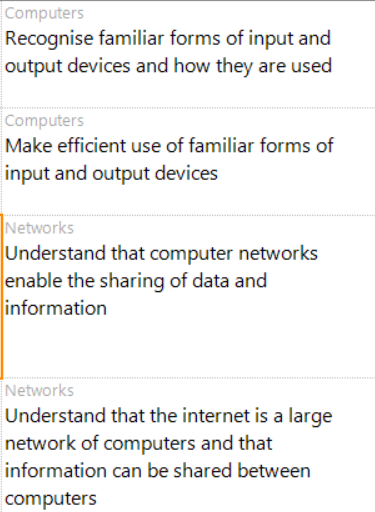 Computers
Recognise familiar forms of input and
output devices and how they are used
Computers
Make efficient use of familiar forms of
input and output devices
Networks
Understand that computer networks
enable the sharing of data and
information
Networks
Understand that the internet is a large
network of computers and that
information can be shared between
computers